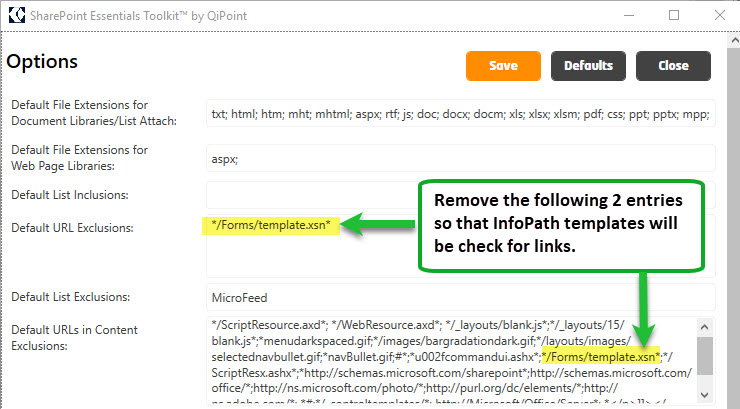 SharePoint Essentials Toolkit™ by QiPoint
Options
Save
Defaults
Close
Default File Extensions for
Document Libraries/List Attach:
txt; html; htm; mht; mhtml; aspx; rtf; js; doc; docx; docm; xls; xlsx; xlsm; pdf; css; ppt; pptx; mpp;
Default File Extensions for
Web Page Libraries:
aspx;
Default List Inclusions:
Default URL Exclusions:
*/Forms/template.xsn*
Remove the following 2 entries
so that InfoPath templates will
be check for links.
Default List Exclusions:
MicroFeed
Default URLs in Content
Exclusions:
*/ScriptResource.axd*; */WebResource.axd*; */_layouts/blank.js*;*/_layouts/15/
blank.js*;*menudarkspaced.gif;*/images/bargradationdark.gif;*/layouts/images/
selectednavbullet.gif;*navBullet.gif;#*;*u002fcommandui.ashx*;*/Forms/template.xsn*;*/
ScriptResx.ashx*;*http://schemas.microsoft.com/sharepoint*;http://schemas.microsoft.com/
office/*;http://ns.microsoft.com/photo/*;http://purl.org/dc/elements/*;http://